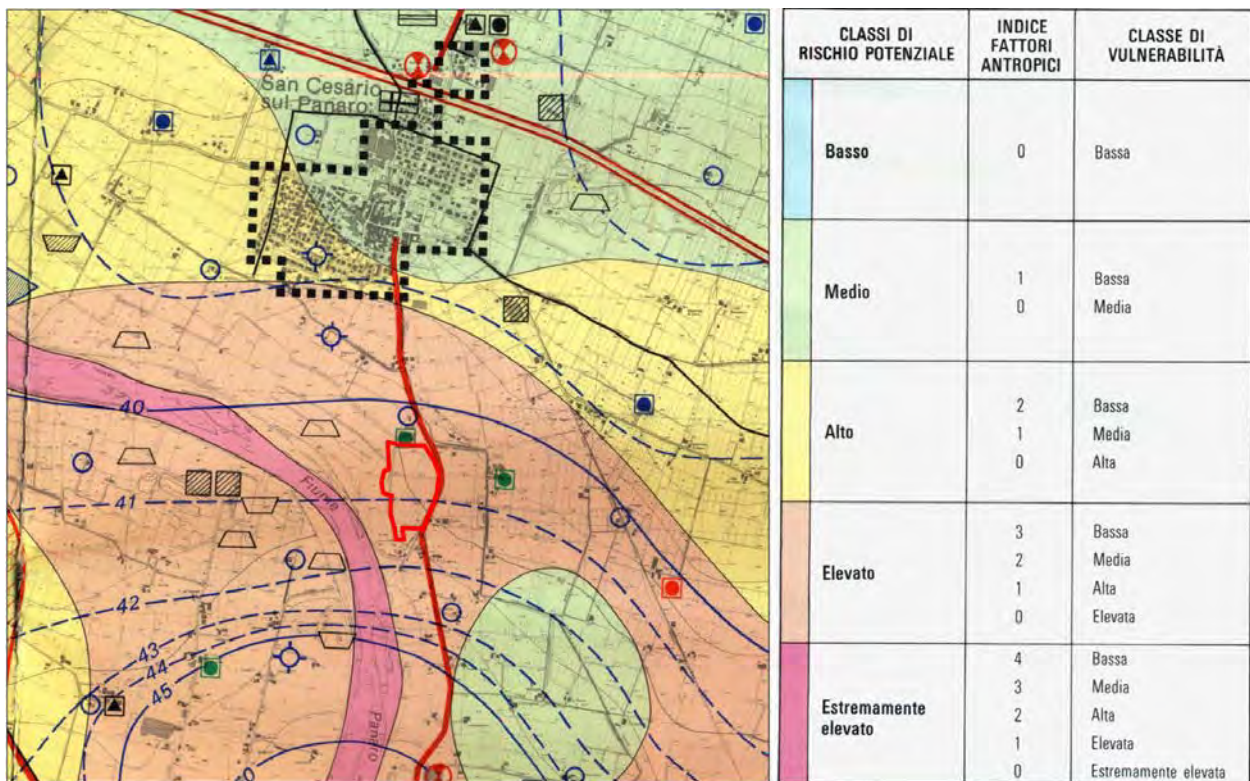 San Cesário
sul Panaro
40
41
Fiume
42
43
44
45
Panaro
CLASSI DI
RISCHIO POTENZIALE
INDICE
FATTORI
ANTROPICI
CLASSE DI
VULNERABILITÀ
Basso
0
Bassa
Medio
1
Bassa
0
Media
Alto
2
Bassa
1
Media
0
Alta
Elevato
3
Bassa
2
Media
1
Alta
0
Elevata
Estremamente
elevato
4
Bassa
3
Media
2
Alta
1
Elevata
0
Estremamente elevata